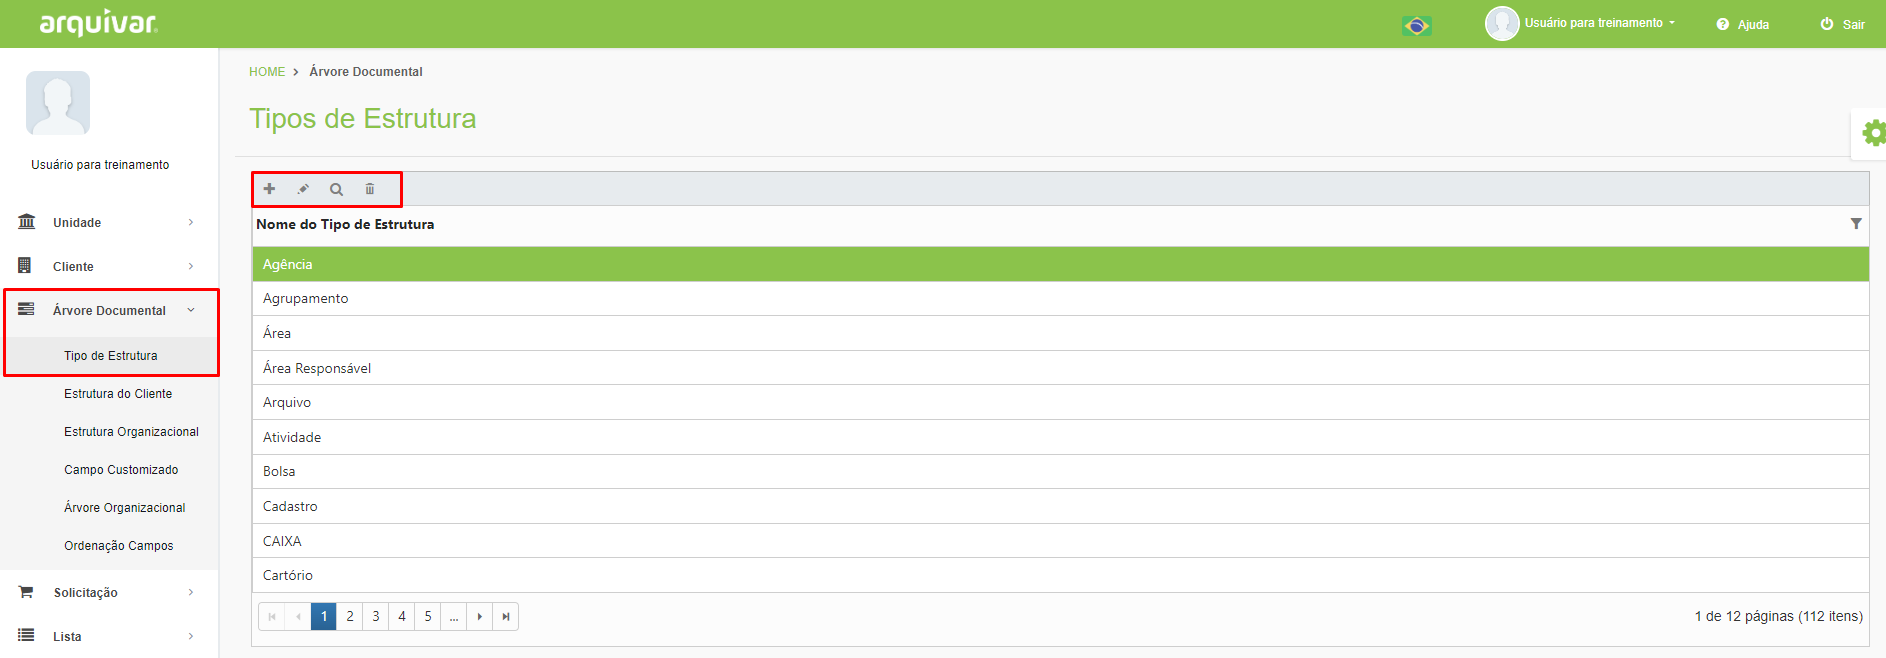 arquivar
Usuário para treinamento
Ajuda
Sair
Usuário para treinamento
Unidade
Cliente
Árvore Documental
Tipo de Estrutura
Estrutura do Cliente
Estrutura Organizacional
Campo Customizado
Árvore Organizacional
Ordenação Campos
Solicitação
Lista
HOME > Árvore Documental
Tipos de Estrutura
Nome do Tipo de Estrutura
Agência
Agrupamento
Área
Área Responsável
Arquivo
Atividade
Bolsa
Cadastro
CAIXA
Cartório
1 2 3 4 5 ...
1 de 12 páginas (112 itens)